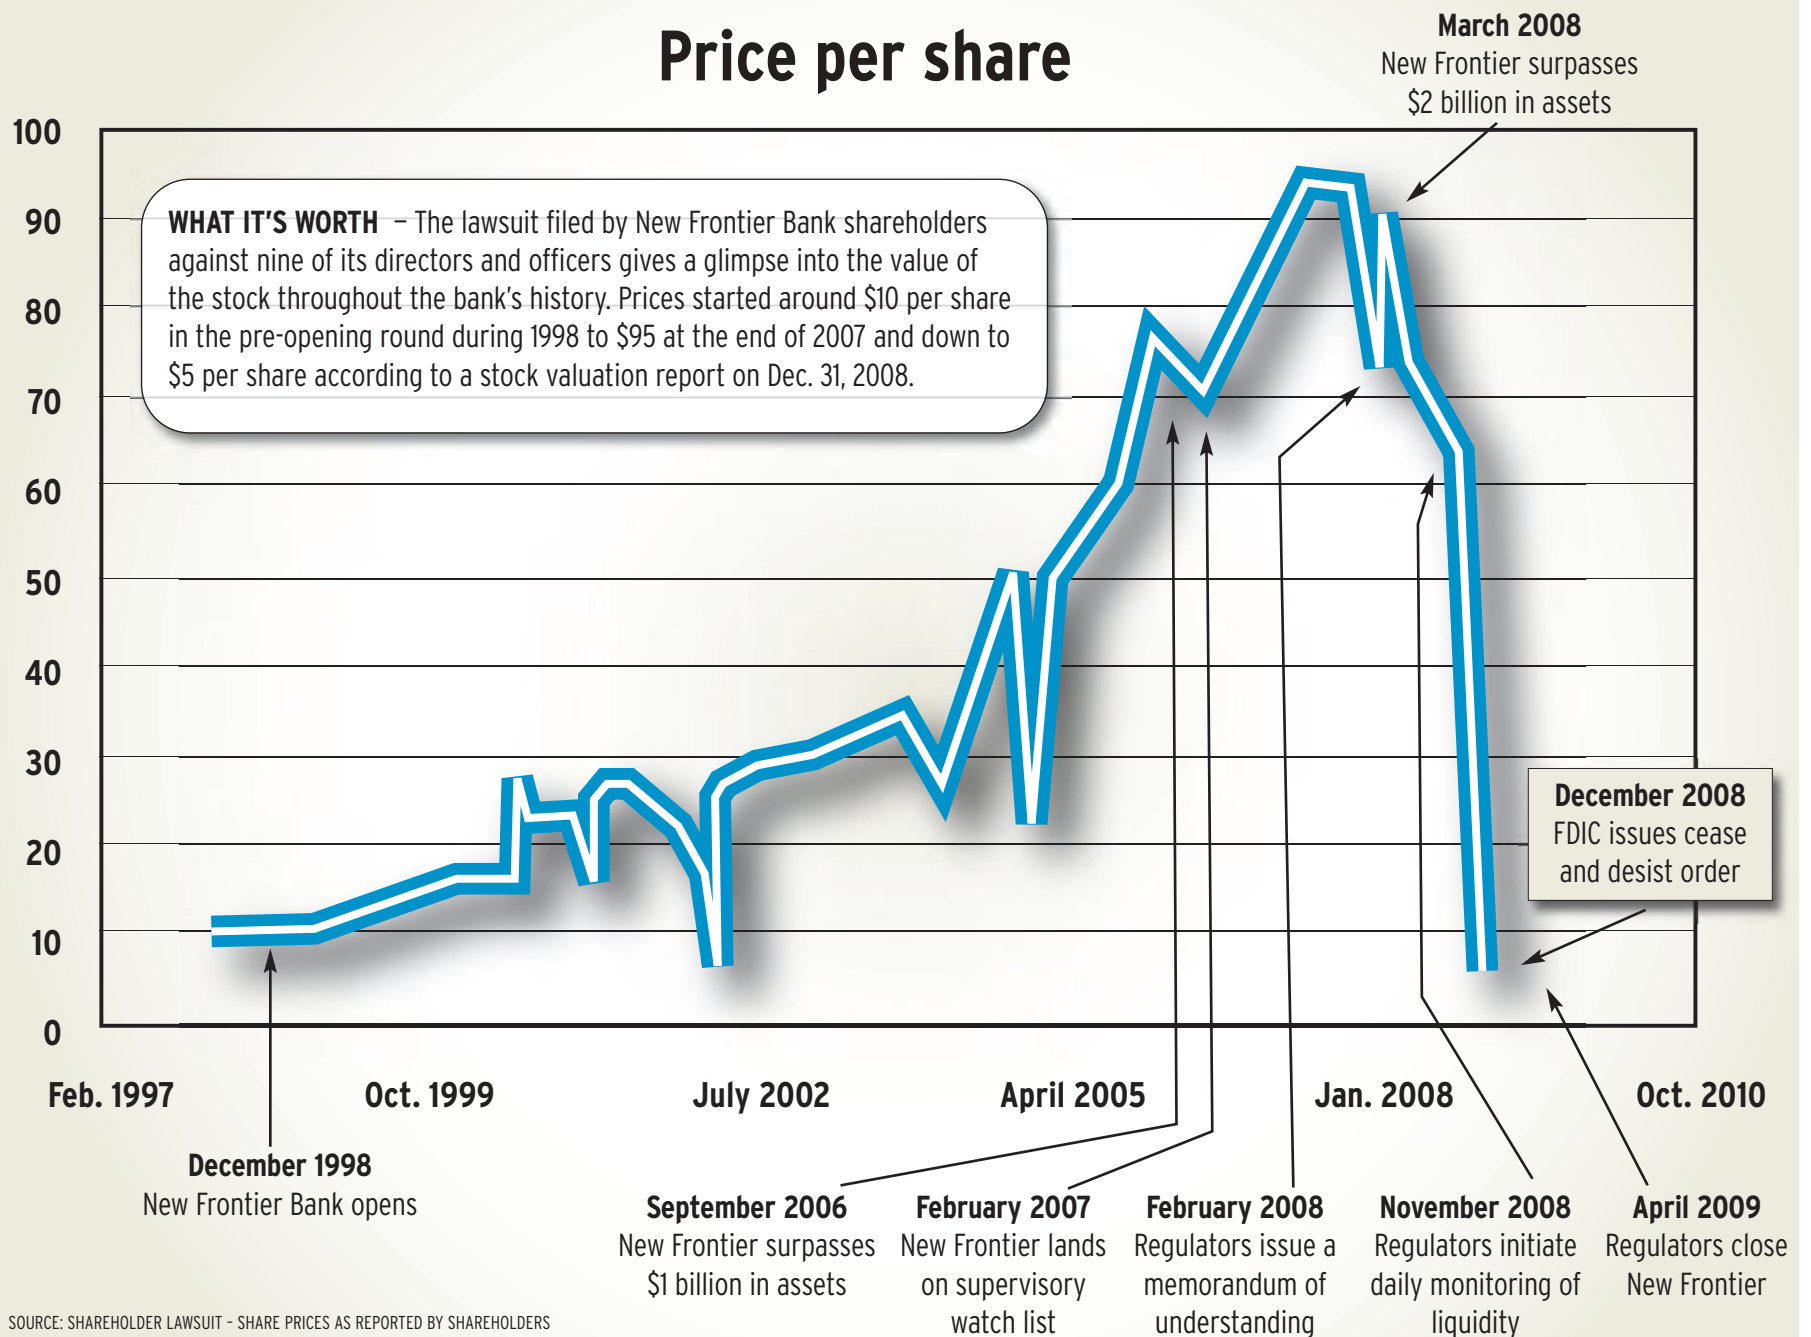 Price per share
March 2008
New Frontier surpasses
$2 billion in assets
100
90
80
70
60
50
40
30
20
10
0
WHAT IT'S WORTH – The lawsuit filed by New Frontier Bank shareholders
against nine of its directors and officers gives a glimpse into the value of
the stock throughout the bank's history. Prices started around $10 per share
in the pre-opening round during 1998 to $95 at the end of 2007 and down to
$5 per share according to a stock valuation report on Dec. 31, 2008.
December 2008
FDIC issues cease
and desist order
Feb. 1997
Oct. 1999
July 2002
April 2005
Jan. 2008
Oct. 2010
December 1998
New Frontier Bank opens
September 2006
New Frontier surpasses
$1 billion in assets
February 2007
New Frontier lands
on supervisory
watch list
February 2008
Regulators issue a
memorandum of
understanding
November 2008
Regulators initiate
daily monitoring of
liquidity
April 2009
Regulators close
New Frontier
SOURCE: SHAREHOLDER LAWSUIT - SHARE PRICES AS REPORTED BY SHAREHOLDERS